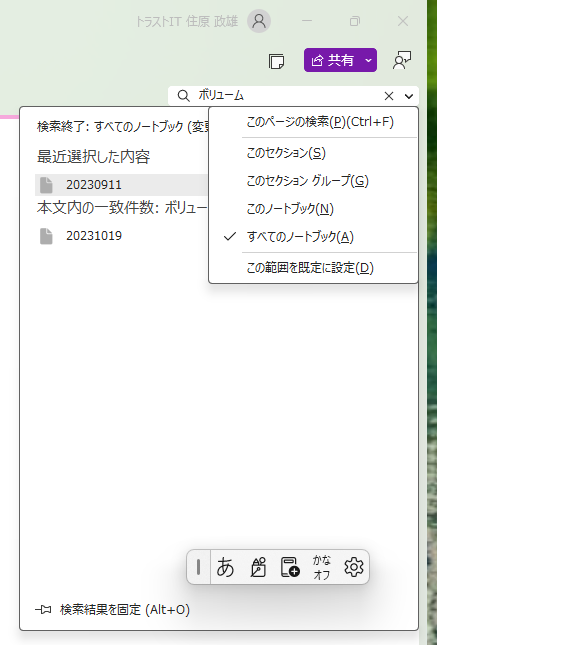 トラストIT 住原 政雄
共有
ボリューム
検索終了: すべてのノートブック (変
最近選択した内容
20230911
本文内の一致件数: ボリュー
20231019
このページの検索(P)(Ctrl+F)
このセクション(S)
このセクション グループ(G)
このノートブック(N)
すべてのノートブック(A)
この範囲を既定に設定(D)
あ
かな
オフ
検索結果を固定 (Alt+O)